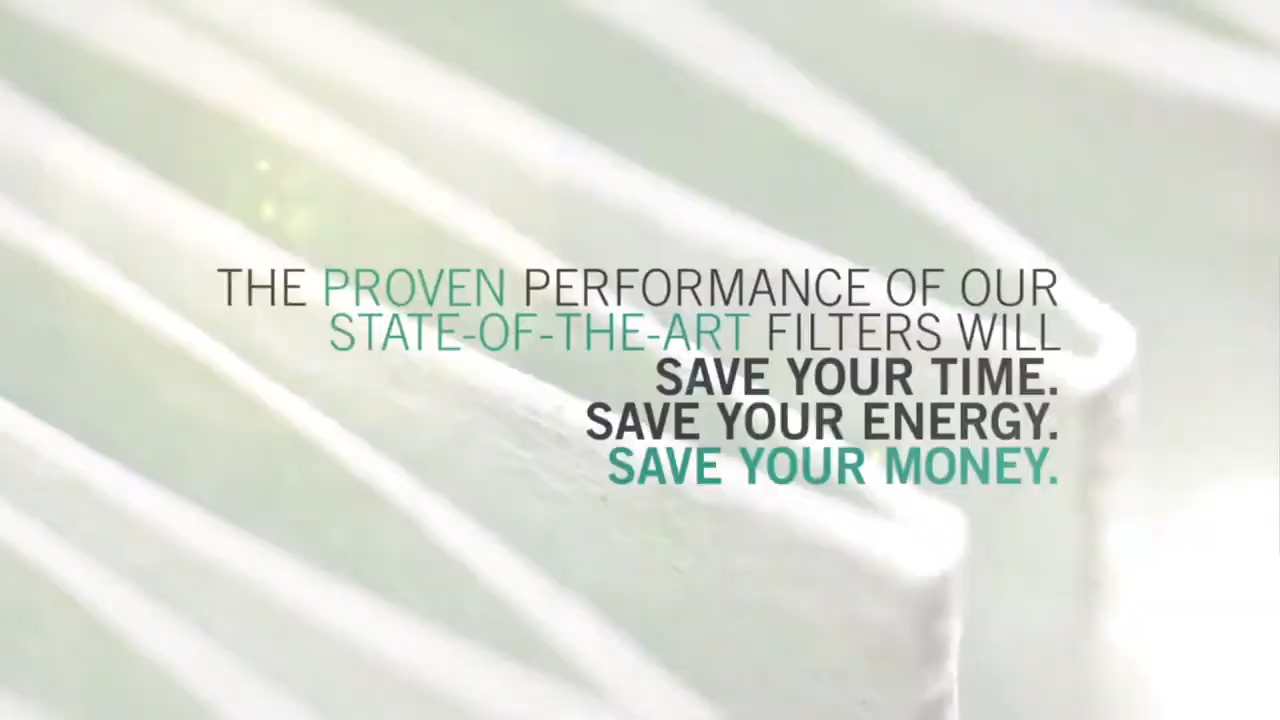 THE PROVEN PERFORMANCE OF OUR
STATE-OF-THE-ART FILTERS WILL
SAVE YOUR TIME.
SAVE YOUR ENERGY.
SAVE YOUR MONEY.